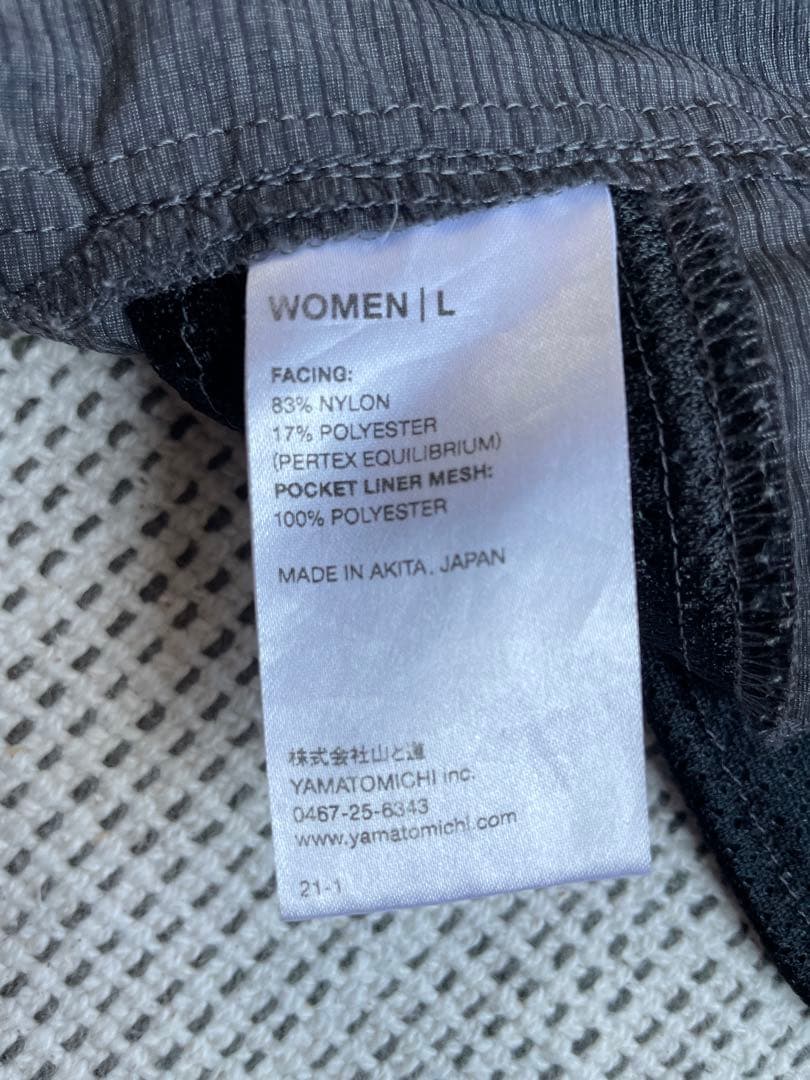 WOMEN | L
FACING:
83% NYLON
17% POLYESTER
(PERTEX EQUILIBRIUM)
POCKET LINER MESH:
100% POLYESTER
MADE IN AKITA, JAPAN
株式会社山と道
YAMATOMICHI inc.
0467-25-6343
www.yamatomichi.com
21-1